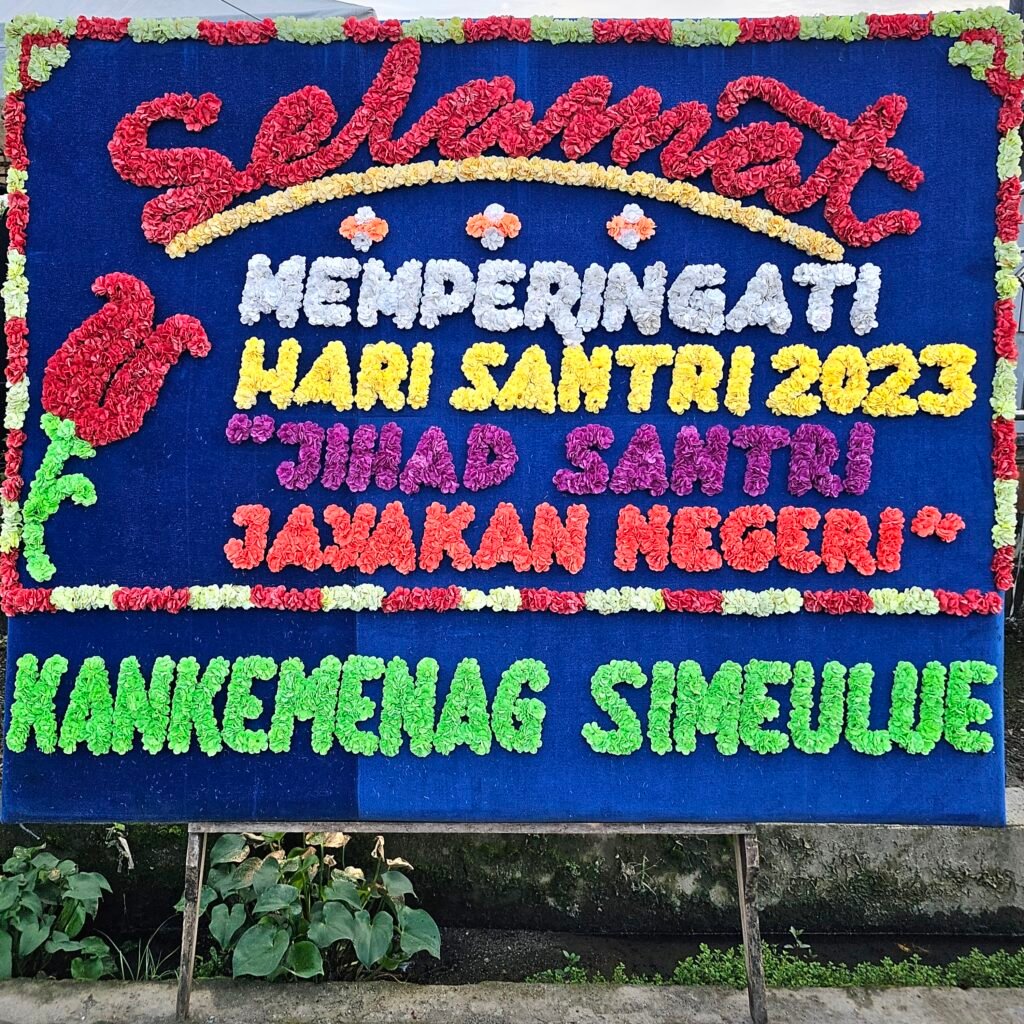 Selamat
MEMPERINGATI
HARI SANTRI 2023
"JIHAD SANTRI
JAYAKAN NEGERI"
KANKEMENAG SIMEULUE